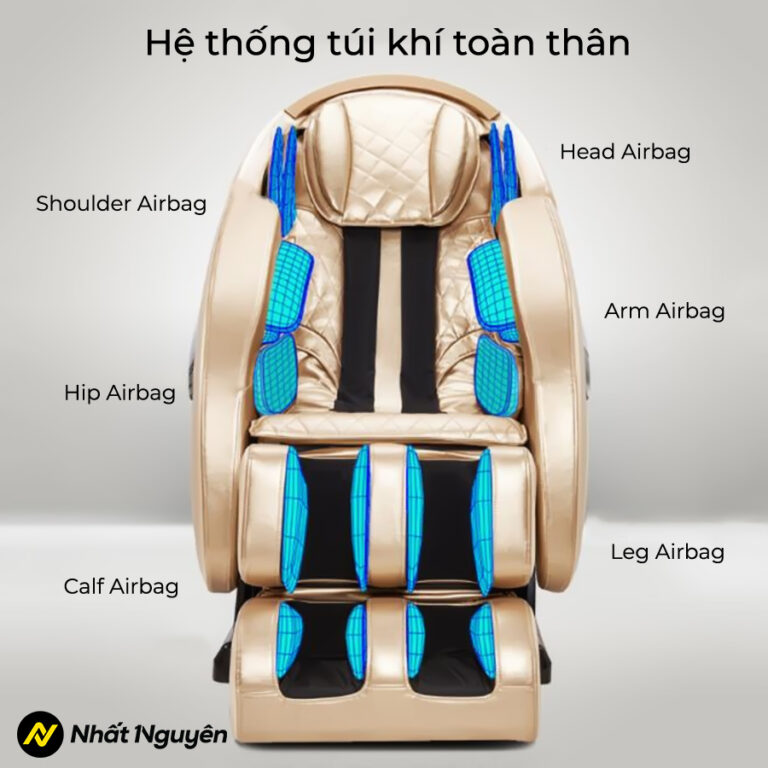 Hệ thống túi khí toàn thân
Head Airbag
Shoulder Airbag
Arm Airbag
Hip Airbag
Leg Airbag
Calf Airbag
Nhất Nguyên